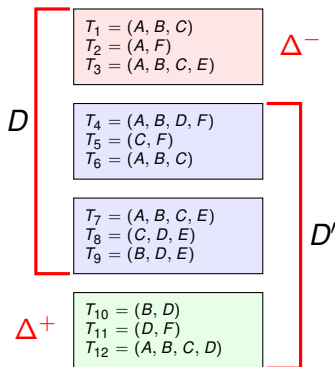 T₁ = (A, B, C)
T₂ = (A, F)
T₃ = (A, B, C, E)
Δ⁻
T₄ = (A, B, D, F)
T₅ = (C, F)
T₆ = (A, B, C)
D
T₇ = (A, B, C, E)
T₈ = (C, D, E)
T₉ = (B, D, E)
D′
T₁₀ = (B, D)
T₁₁ = (D, F)
T₁₂ = (A, B, C, D)
Δ⁺